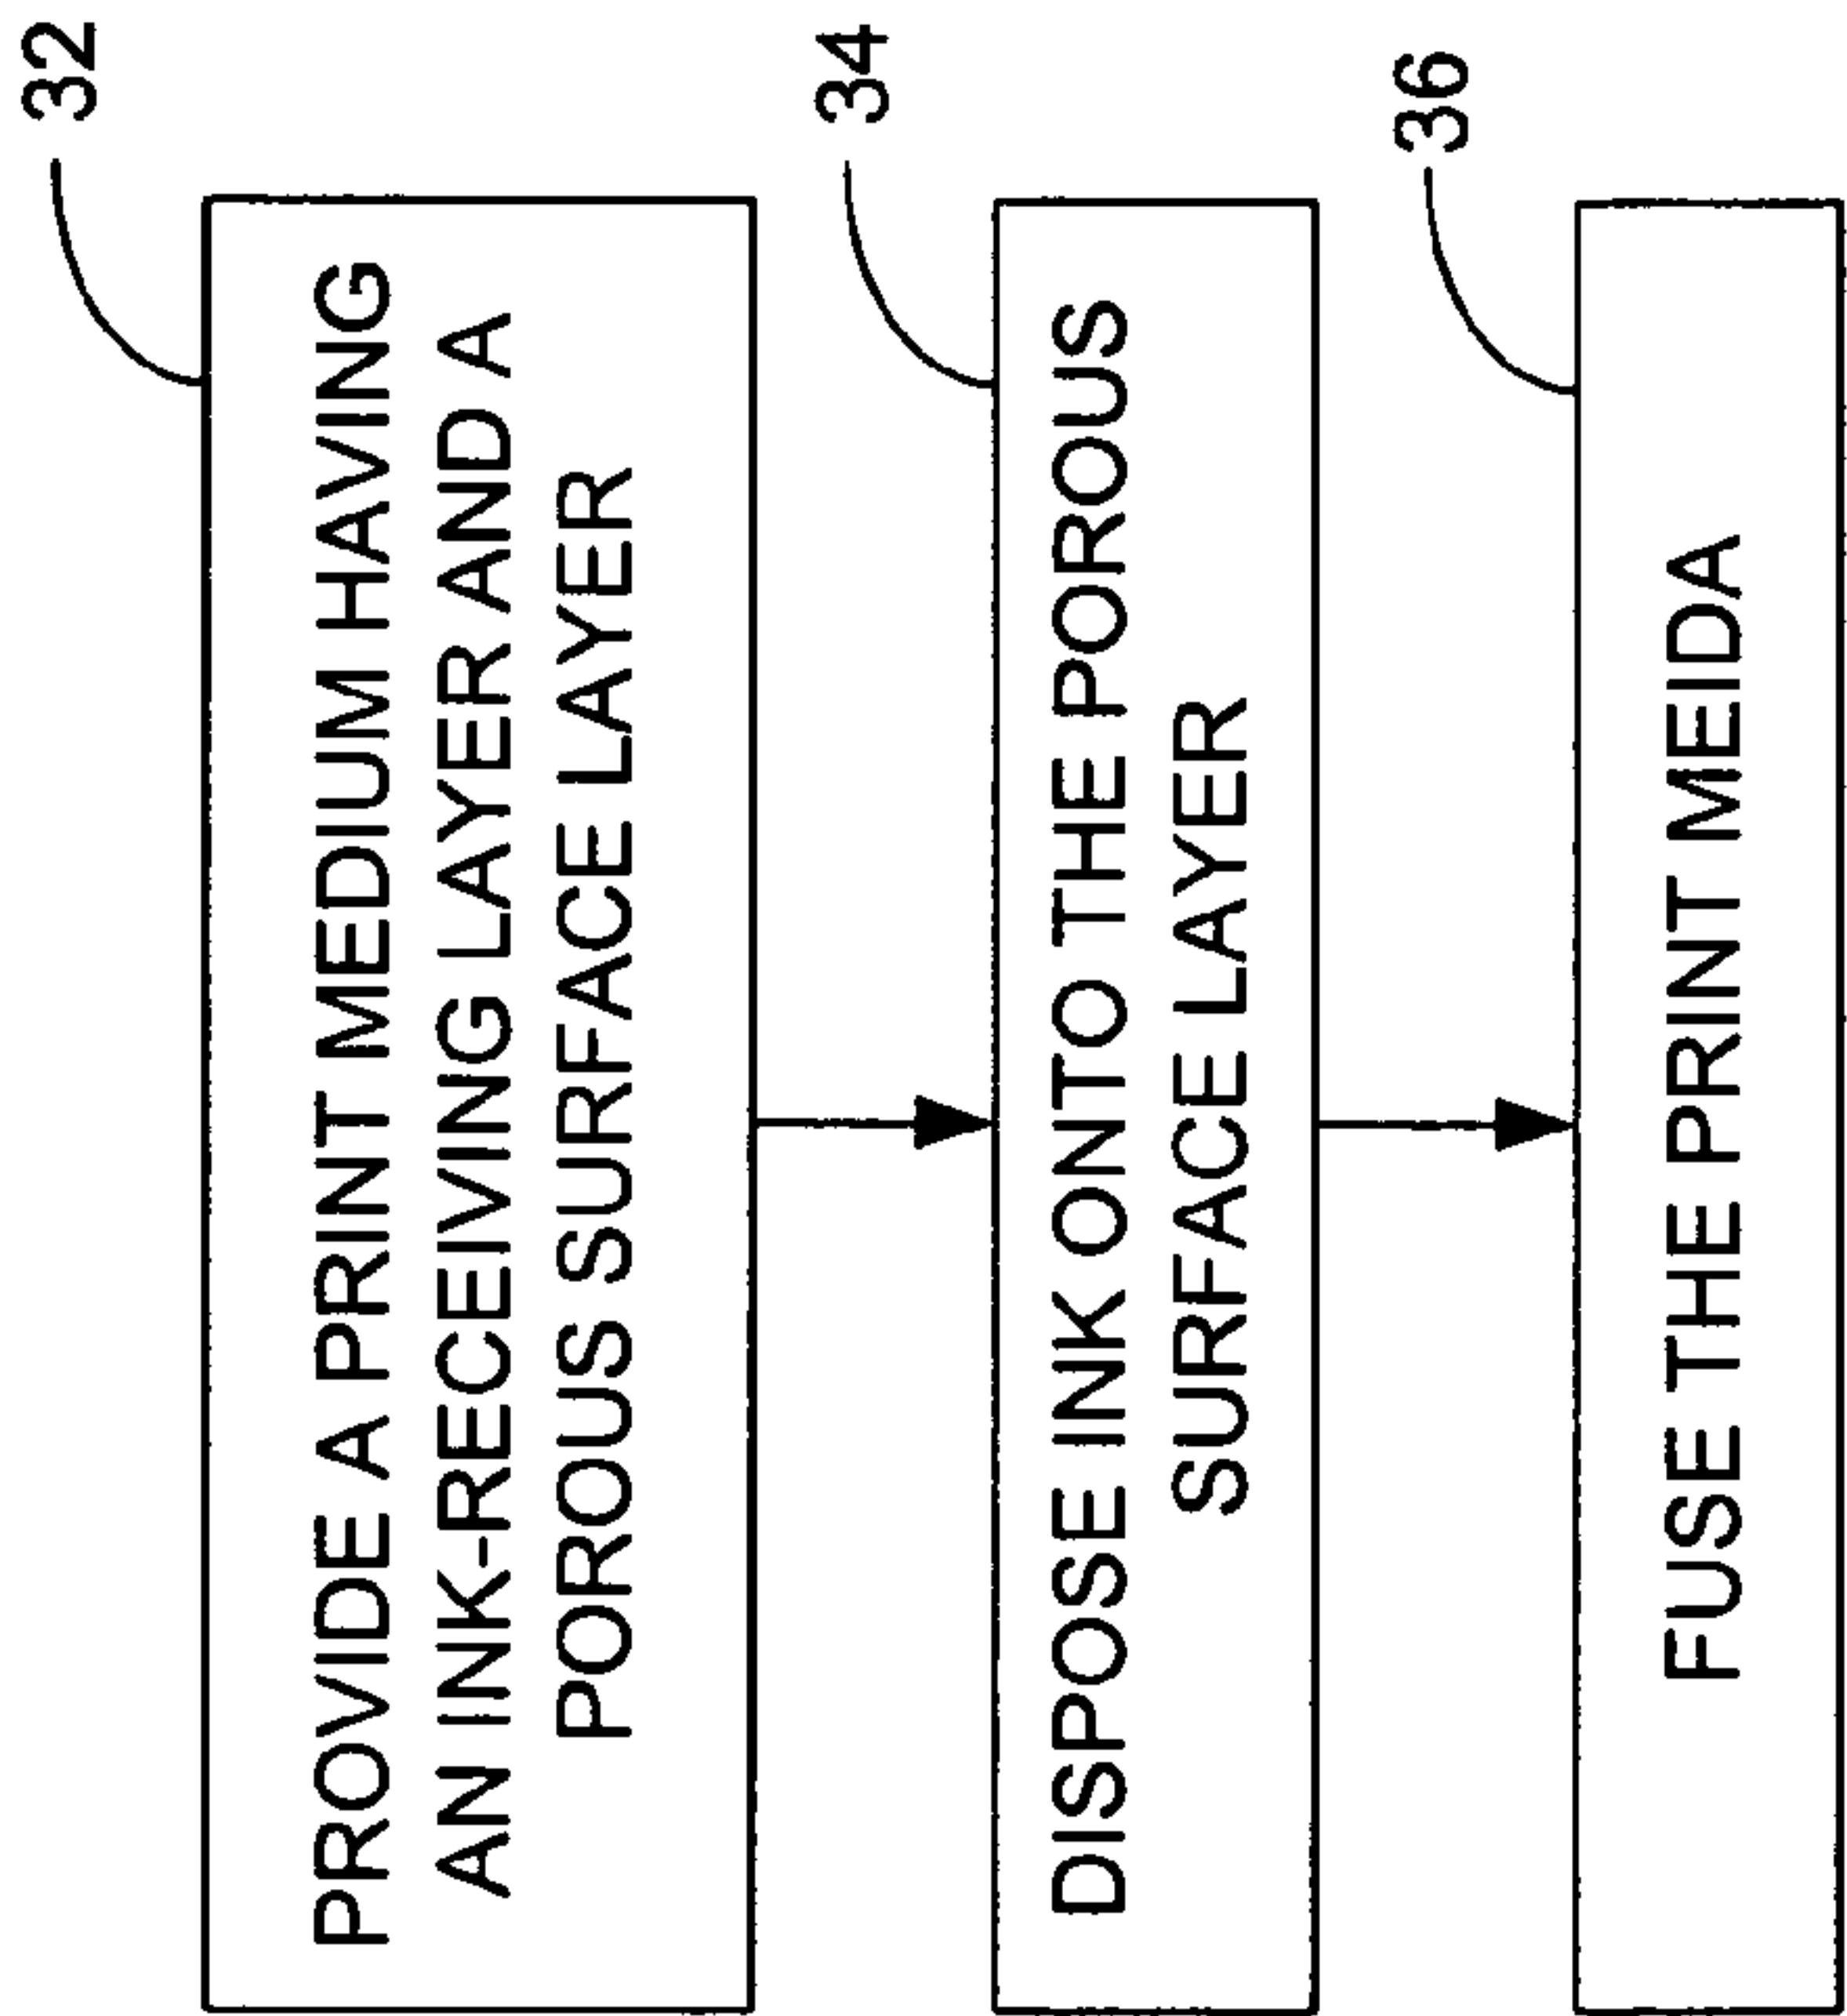 32
PROVIDE A PRINT MEDIUM HAVING
AN INK-RECEIVING LAYER AND A
POROUS SURFACE LAYER
34
DISPOSE INK ONTO THE POROUS
SURFACE LAYER
36
FUSE THE PRINT MEIDA